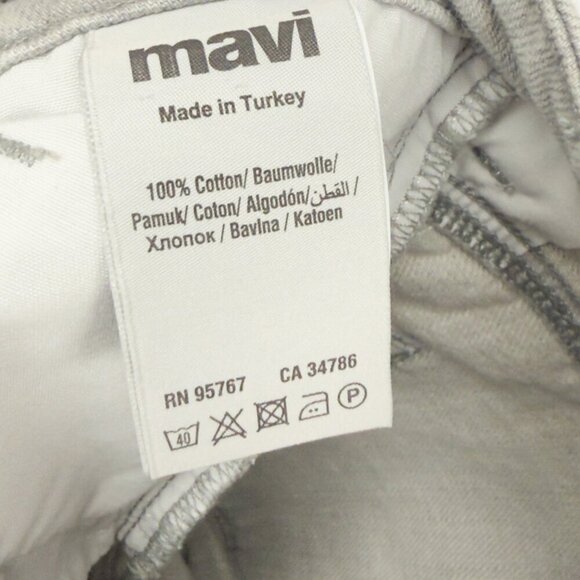 mavi
Made in Turkey
100% Cotton/ Baumwolle/
Pamuk/ Coton/ Algodón/القطن /
Хлопок / Bavlna / Katoen
RN 95767 CA 34786
40 P